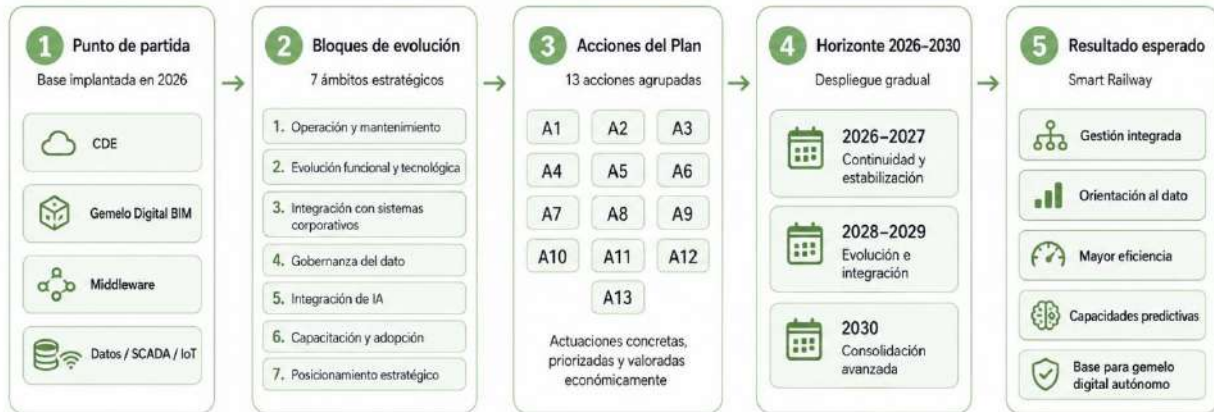 1 Punto de partida
Base implantada en 2026
CDE
Gemelo Digital BIM
Middleware
Datos / SCADA / IoT
2 Bloques de evolución
7 ámbitos estratégicos
1. Operación y mantenimiento
2. Evolución funcional y tecnológica
3. Integración con sistemas
corporativos
4. Gobernanza del dato
5. Integración de IA
6. Capacitación y adopción
7. Posicionamiento estratégico
3 Acciones del Plan
13 acciones agrupadas
A1 A2 A3
A4 A5 A6
A7 A8 A9
A10 A11 A12
A13
Actuaciones concretas,
priorizadas y valoradas
económicamente
4 Horizonte 2026–2030
Despliegue gradual
2026–2027
Continuidad y
estabilización
2028–2029
Evolución e
integración
2030
Consolidación
avanzada
5 Resultado esperado
Smart Railway
Gestión integrada
Orientación al dato
Mayor eficiencia
Capacidades predictivas
Base para gemelo
digital autónomo